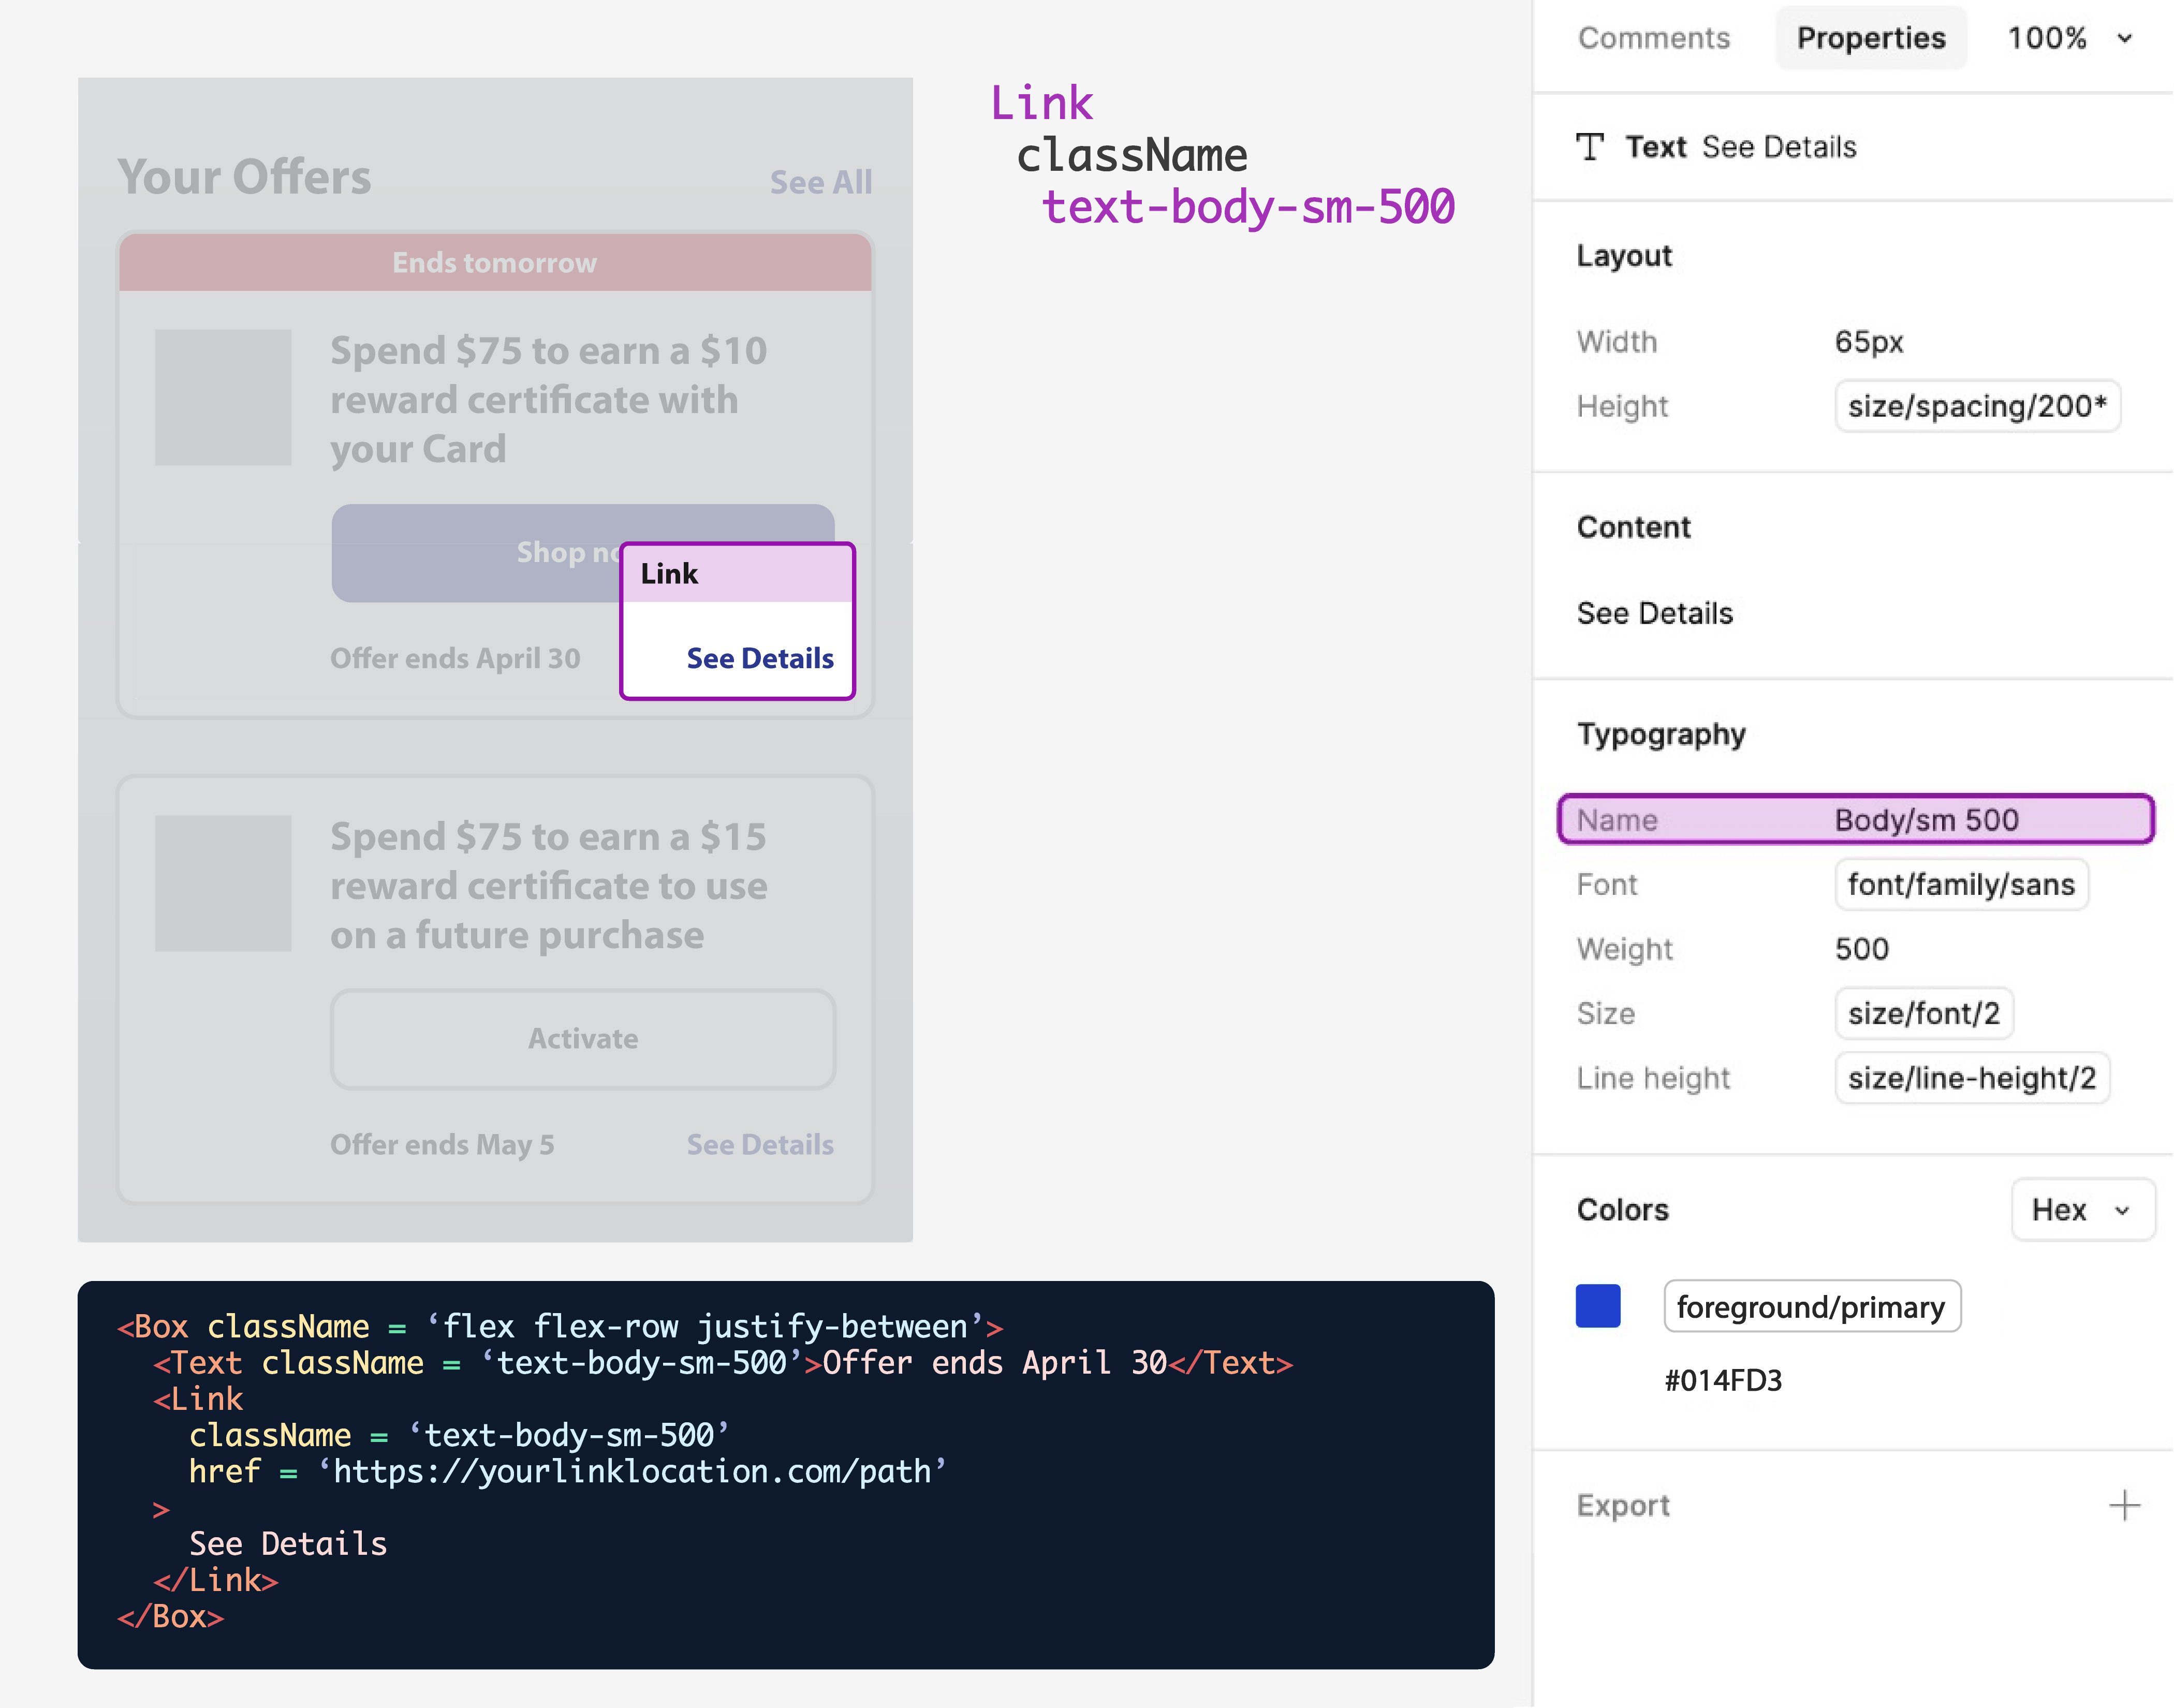 Your Offers
See All
Ends tomorrow
Spend $75 to earn a $10
reward certificate with
your Card
Shop
Link
Offer ends April 30
See Details
Spend $75 to earn a $15
reward certificate to use
on a future purchase
Activate
Offer ends May 5
See Details
Link
className
text-body-sm-500
<Box className = ‘flex flex-row justify-between’>
<Text className = ‘text-body-sm-500’>Offer ends April 30</Text>
<Link
className = ‘text-body-sm-500’
href = ‘https://yourlinklocation.com/path’
>
See Details
</Link>
</Box>
Comments
Properties
100%
T Text See Details
Layout
Width 65px
Height size/spacing/200*
Content
See Details
Typography
Name Body/sm 500
Font font/family/sans
Weight 500
Size size/font/2
Line height size/line-height/2
Colors
Hex
foreground/primary
#014FD3
Export